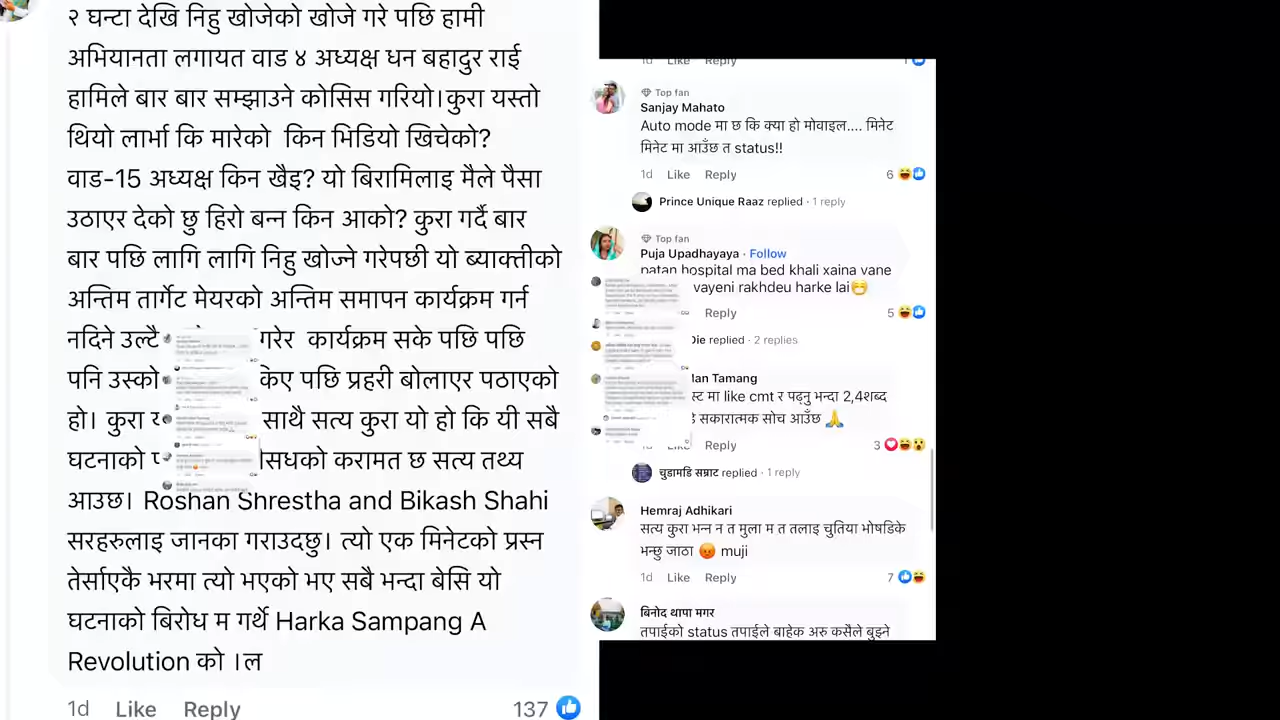 २ घन्टा देखि निहु खोजेको खोजे गरे पछि हामी
अभियानता लगायत वाड ४ अध्यक्ष धन बहादुर राई
हामिले बार बार सम्झाउने कोसिस गरियो।कुरा यस्तो
थियो लार्भा कि मारेको किन भिडियो खिचेको?
वाड-15 अध्यक्ष किन खैइ? यो बिरामिलाइ मैले पैसा
उठाएर देको छु हिरो बन्न किन आको? कुरा गर्दै बार
बार पछि लागि लागि निहु खोज्ने गरेपछी यो ब्याक्तीको
अन्तिम तार्गेट मेयरको अन्तिम समापन कार्यक्रम गर्न
नदिने उल्टै गरेर कार्यक्रम सके पछि पछि
पनि उस्को किए पछि प्रहरी बोलाएर पठाएको
हो। कुरा साथै सत्य कुरा यो हो कि यी सबै
घटनाको करामत छ सत्य तथ्य
आउछ। Roshan Shrestha and Bikash Shahi
सरहरुलाइ जानका गराउदछु। त्यो एक मिनेटको प्रस्न
तेर्साएकै भरमा त्यो भएको भए सबै भन्दा बेसि यो
घटनाको बिरोध म गर्थे Harka Sampang A
Revolution को ।ल
1d Like Reply 137
1d Like Reply 1
Top fan
Sanjay Mahato
Auto mode मा छ कि क्या हो मोवाइल.... मिनेट
मिनेट मा आउँछ त status!!
1d Like Reply 6
Prince Unique Raaz replied · 1 reply
Top fan
Puja Upadhayaya · Follow
patan hospital ma bed khali xaina vane
vayeni rakhdeu harke lai😁
Reply 5
replied · 2 replies
Tamang
मा like cmt र पढ्नु भन्दा 2,4शब्द
सकारात्मक सोच आउँछ 🙏
1d Like Reply 3
चुडामडि सम्राट replied · 1 reply
Hemraj Adhikari
सत्य कुरा भन्न न त मुला म त तलाइ चुतिया भोषडिके
भन्छु जाठा 😡 muji
1d Like Reply 7
बिनोद थापा मगर
तपाईको status तपाईले बाहेक अरु कसैले बुझ्ने